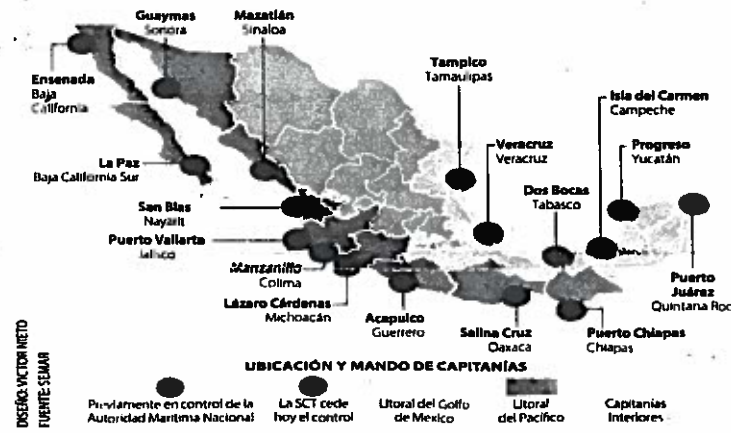 Guaymas
Sonora
Mazatlán
Sinaloa
Ensenada
Baja
California
Tampico
Tamaulipas
Isla del Carmen
Campeche
Veracruz
Veracruz
Progreso
Yucatán
La Paz
Baja California Sur
Dos Bocas
Tabasco
San Blas
Nayarit
Puerto Vallarta
Jalisco
Manzanillo
Colima
Puerto
Juárez
Quintana Roo
Lázaro Cárdenas
Michoacán
Acapulco
Guerrero
Salina Cruz
Oaxaca
Puerto Chiapas
Chiapas
UBICACIÓN Y MANDO DE CAPITANÍAS
Previamente en control de la
Autoridad Marítima Nacional
La SCT cede
hoy el control
Litoral del Golfo
de Mexico
Litoral
del Pacífico
Capitanías
Interiores
DISEÑO: VICTOR NIETO
FUENTE: SEMAR